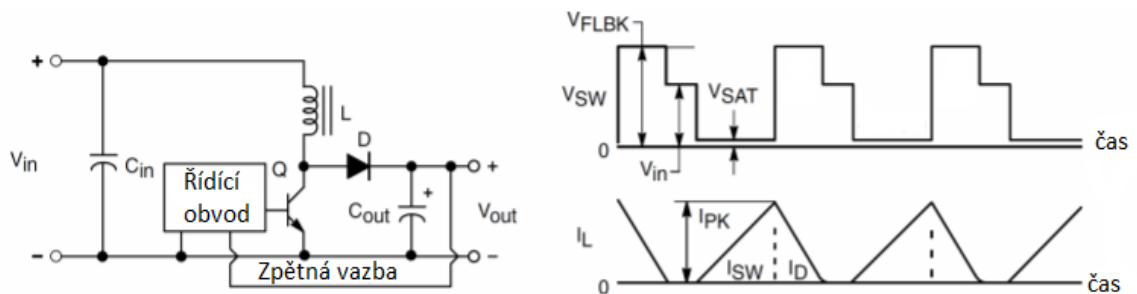 +
L
D
Vin
Cin
Řídící
obvod
Q
+
Cout
+
Vout
−
−
Zpětná vazba
VFLBK
VSW
VSAT
0
Vin
čas
IL
IPK
ISW
ID
0
čas